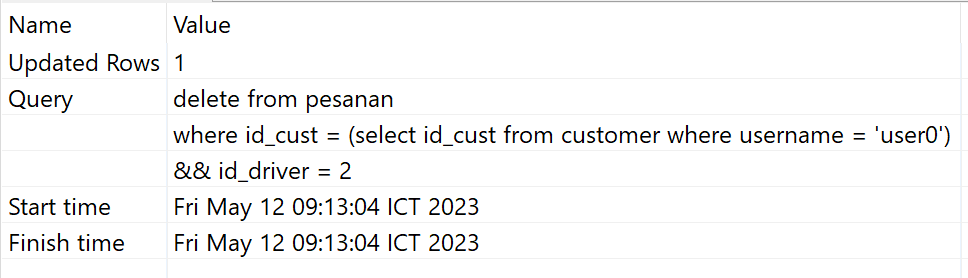 Name Value
Updated Rows 1
Query delete from pesanan
where id_cust = (select id_cust from customer where username = 'user0')
&& id_driver = 2
Start time Fri May 12 09:13:04 ICT 2023
Finish time Fri May 12 09:13:04 ICT 2023